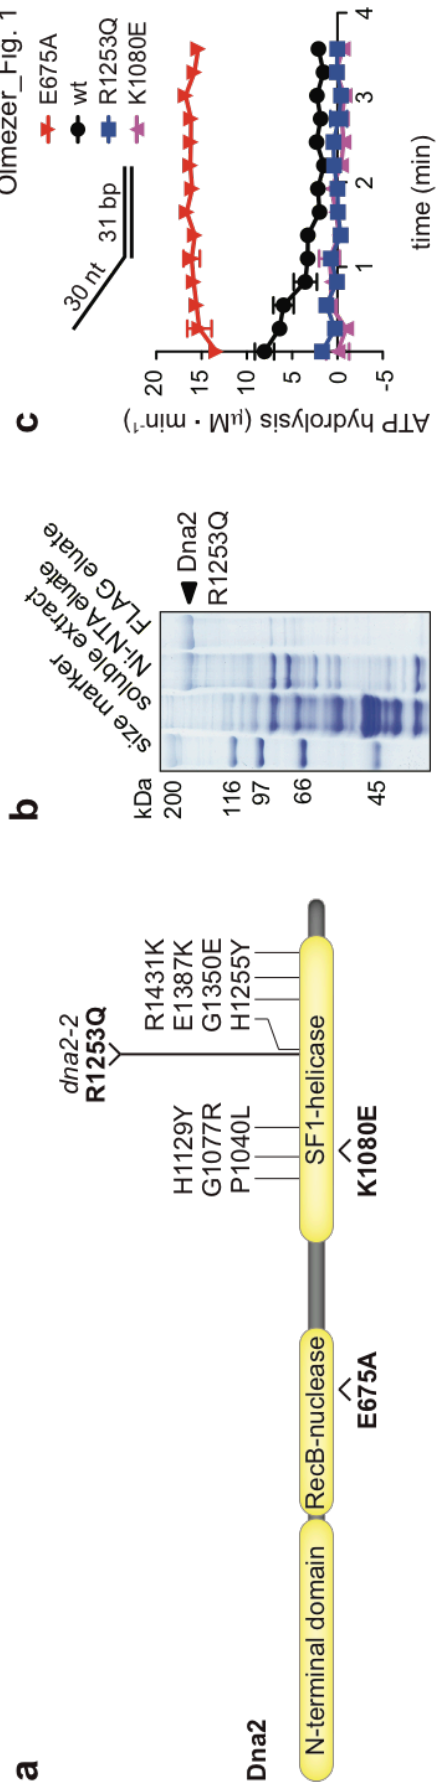 Olmezer_Fig. 1
a
dna2-2
R1253Q
H1129Y
G1077R
P1040L
R1431K
E1387K
G1350E
H1255Y
Dna2
N-terminal domain
RecB-nuclease
SF1-helicase
E675A
K1080E
b
size marker
soluble extract
Ni-NTA eluate
FLAG eluate
kDa
200
116
97
66
45
Dna2
R1253Q
c
30 nt
31 bp
E675A
wt
R1253Q
K1080E
ATP hydrolysis (μM · min⁻¹)
20
15
10
5
0
-5
1
2
3
4
time (min)